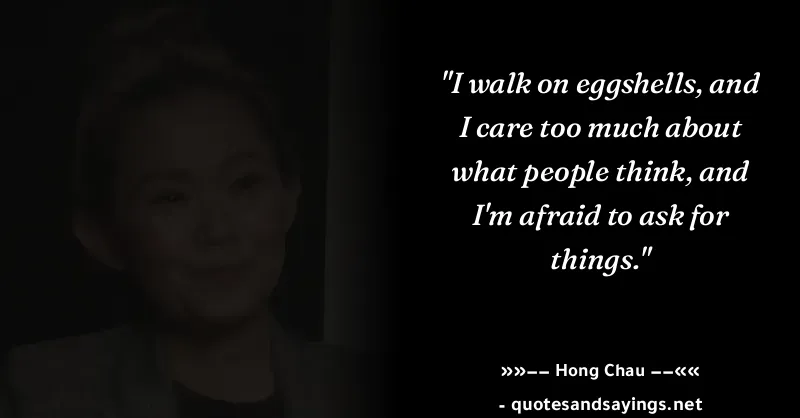 "I walk on eggshells, and
I care too much about
what people think, and
I'm afraid to ask for
things."
»»−− Hong Chau −−««
- quotesandsayings.net